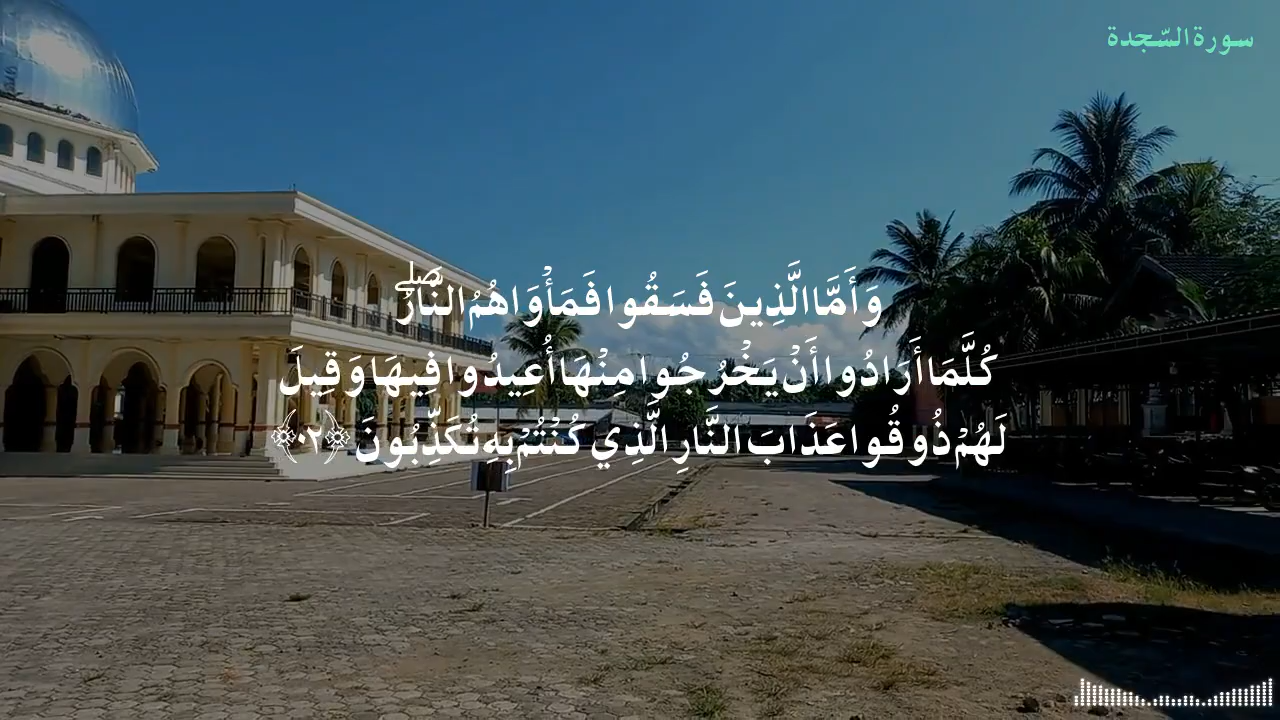 سورة السّجدة
وَأَمَّا الَّذِينَ فَسَقُوا فَمَأْوَاهُمُ النَّارُ ۖ
كُلَّمَا أَرَادُوا أَنْ يَخْرُجُوا مِنْهَا أُعِيدُوا فِيهَا وَقِيلَ
لَهُمْ ذُوقُوا عَذَابَ النَّارِ الَّذِي كُنْتُمْ بِهِ تُكَذِّبُونَ ﴿٢٠﴾